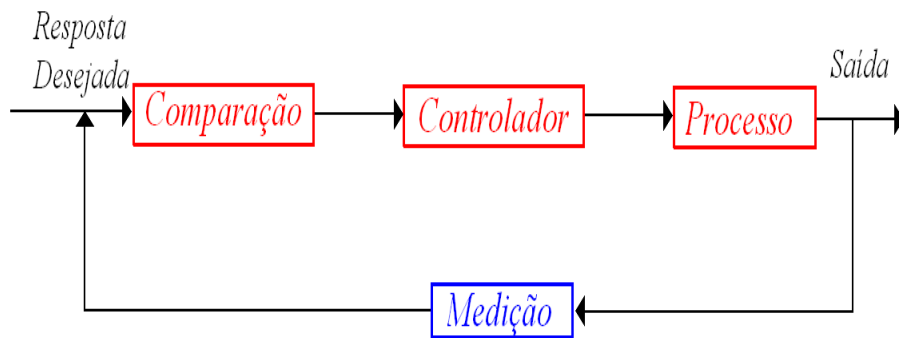 Resposta
Desejada
Saída
Comparação
Controlador
Processo
Medição